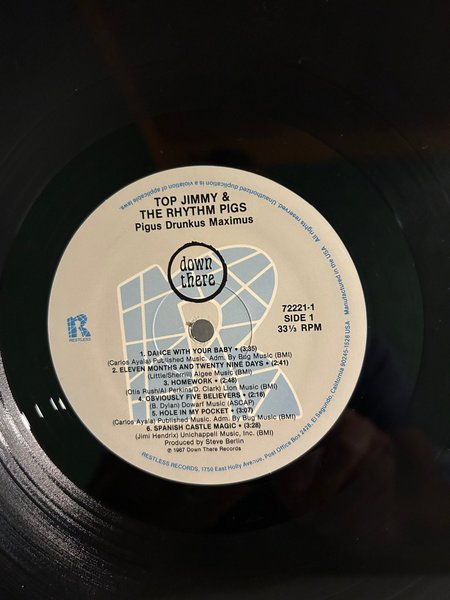 All rights reserved. Unauthorized duplication is a violation of applicable laws.
TOP JIMMY &
THE RHYTHM PIGS
Pigus Drunkus Maximus
down
there
R
RESTLESS
72221-1
SIDE 1
33⅓ RPM
1. DANCE WITH YOUR BABY • (3:35)
(Carlos Ayala) Published Music. Adm. By Bug Music (BMI)
2. ELEVEN MONTHS AND TWENTY NINE DAYS • (2:41)
(Little/Sherrill) Algee Music (BMI)
3. HOMEWORK • (2:48)
(Otis Rush/Al Perkins/D. Clark) Lion Music (BMI)
4. OBVIOUSLY FIVE BELIEVERS • (2:16)
(B. Dylan) Dowarf Music (ASCAP)
5. HOLE IN MY POCKET • (3:07)
(Carlos Ayala) Published Music. Adm. By Bug Music (BMI)
6. SPANISH CASTLE MAGIC • (3:28)
(Jimi Hendrix) Unichappell Music, Inc. (BMI)
Produced by Steve Berlin
℗ 1987 Down There Records
RESTLESS RECORDS, 1750 East Holly Avenue, Post Office Box 2428, El Segundo, California 90245-1528 USA Manufactured in the USA.